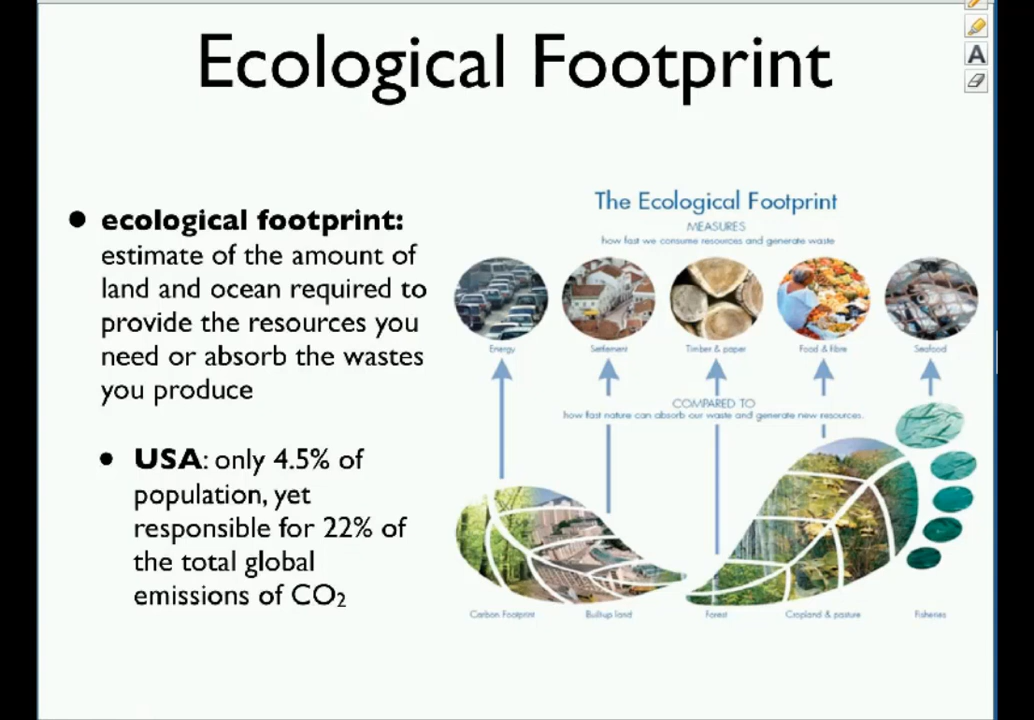 Ecological Footprint
A
• ecological footprint:
estimate of the amount of
land and ocean required to
provide the resources you
need or absorb the wastes
you produce
• USA: only 4.5% of
population, yet
responsible for 22% of
the total global
emissions of CO₂
The Ecological Footprint
MEASURES
how fast we consume resources and generate waste
Energy Settlement Timber & paper Food & fibre Seafood
COMPARED TO
how fast nature can absorb our waste and generate new resources.
Carbon Footprint Built-up land Forest Cropland & pasture Fisheries